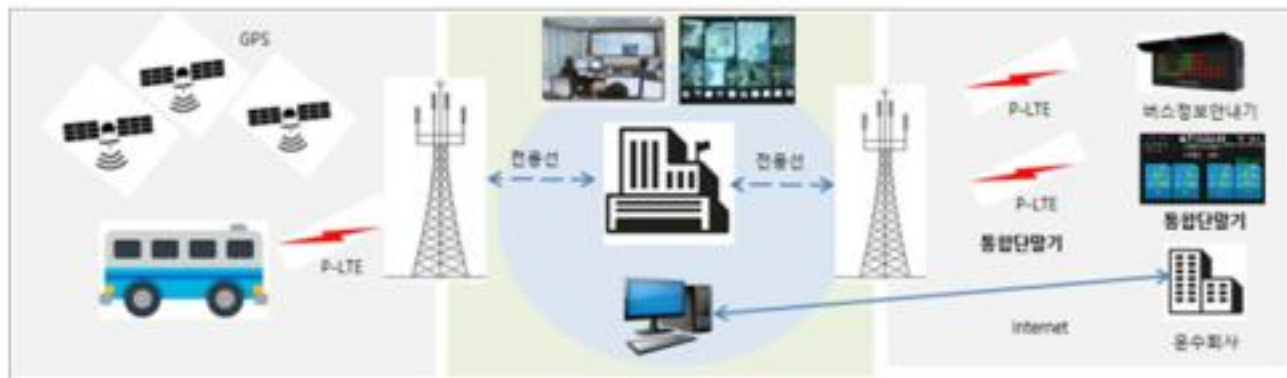 GPS
P-LTE
전용선
전용선
P-LTE
버스정보안내기
P-LTE
통합단말기
통합단말기
Internet
운수회사